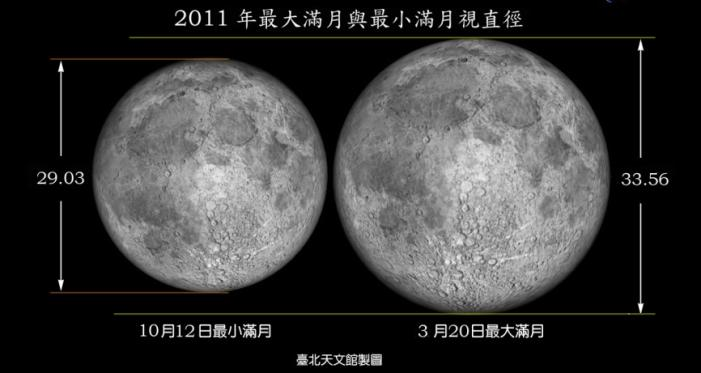 2011 年最大滿月與最小滿月視直徑
29.03
33.56
10月12日最小滿月
3 月20日最大滿月
臺北天文館製圖